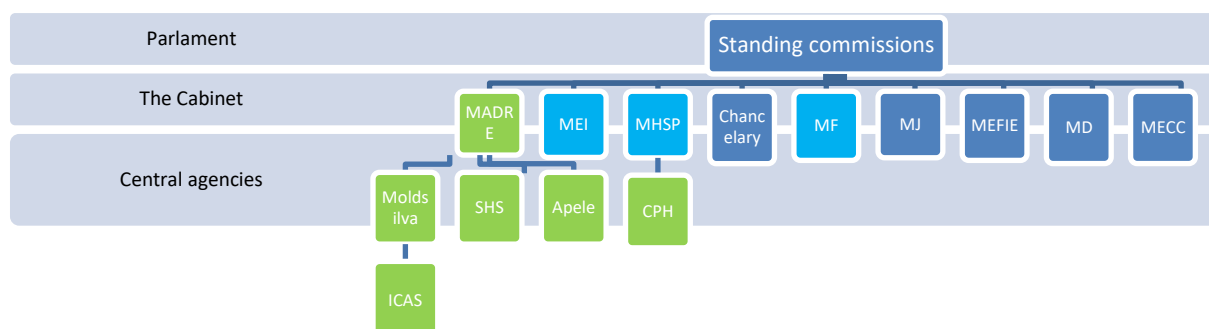 Parlament
Standing commissions
The Cabinet
MADR
E
MEI
MHSP
Chanc
elary
MF
MJ
MEFIE
MD
MECC
Central agencies
Molds
ilva
SHS
Apele
CPH
ICAS